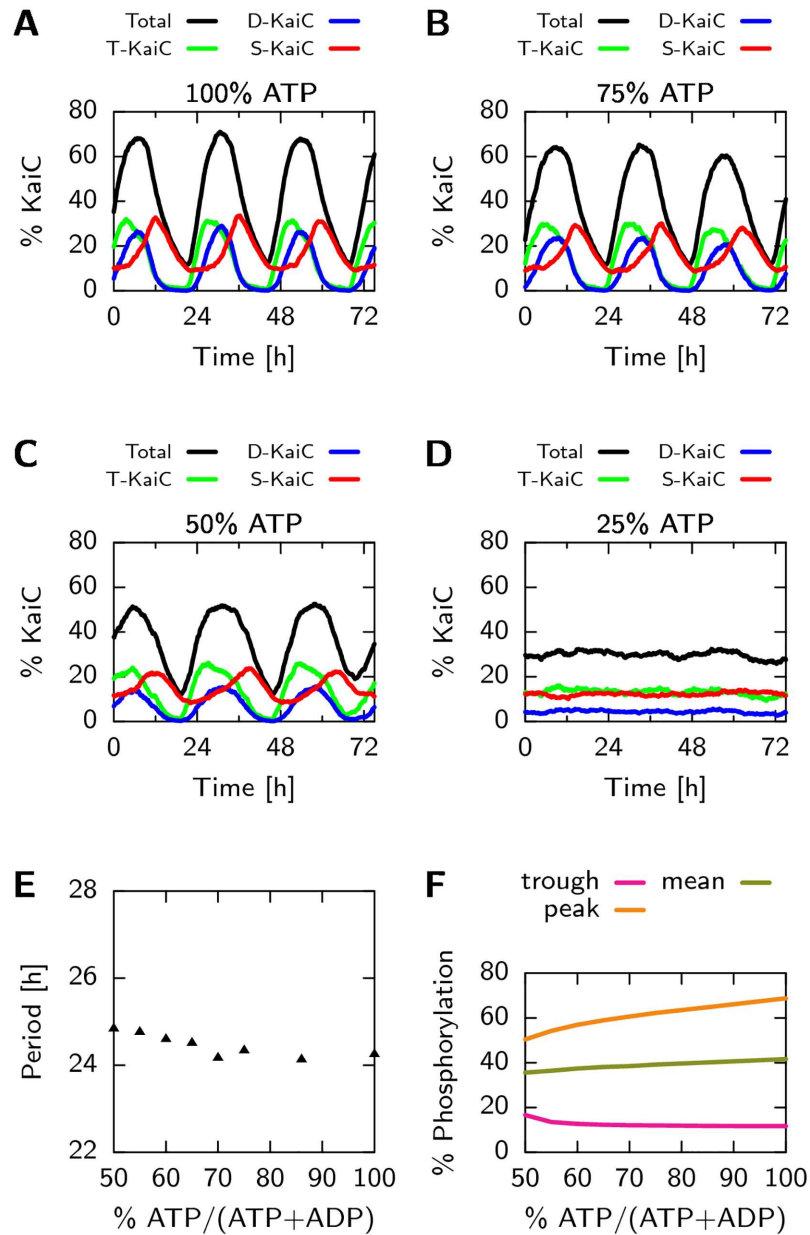 A
Total
D-KaiC
T-KaiC
S-KaiC
100% ATP
% KaiC
80
60
40
20
0
0 24 48 72
Time [h]
B
Total
D-KaiC
T-KaiC
S-KaiC
75% ATP
% KaiC
80
60
40
20
0
0 24 48 72
Time [h]
C
Total
D-KaiC
T-KaiC
S-KaiC
50% ATP
% KaiC
80
60
40
20
0
0 24 48 72
Time [h]
D
Total
D-KaiC
T-KaiC
S-KaiC
25% ATP
% KaiC
80
60
40
20
0
0 24 48 72
Time [h]
E
Period [h]
28
26
24
22
50 60 70 80 90 100
% ATP/(ATP+ADP)
F
trough
mean
peak
% Phosphorylation
80
60
40
20
0
50 60 70 80 90 100
% ATP/(ATP+ADP)